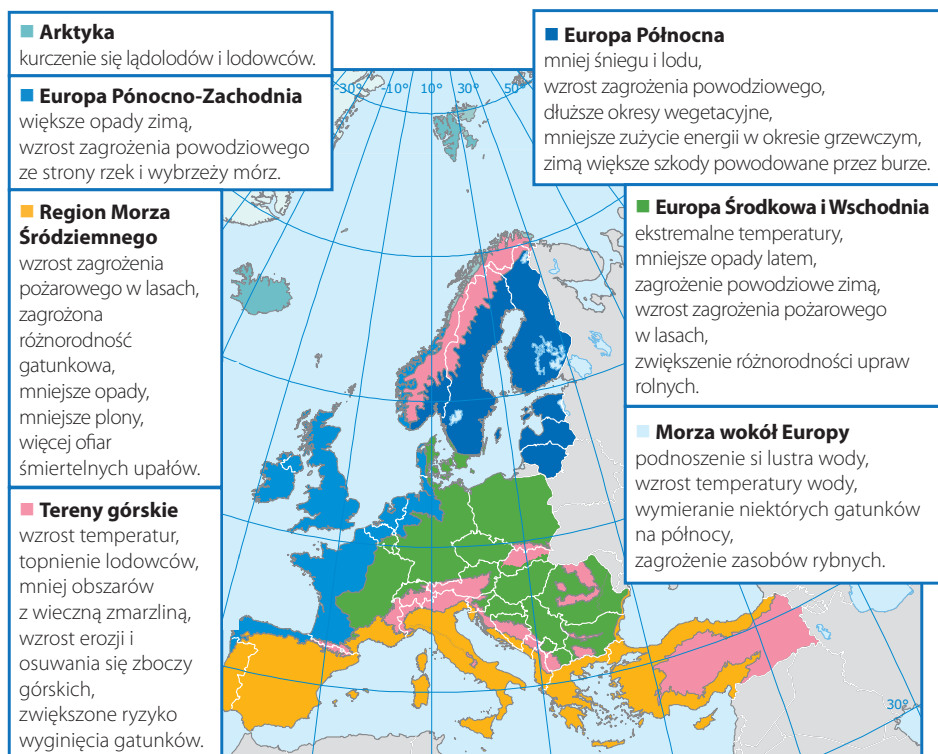 Arktyka
kurczenie się lądolodów i lodowców.
Europa Pónocno-Zachodnia
większe opady zimą,
wzrost zagrożenia powodziowego
ze strony rzek i wybrzeży mórz.
Region Morza
Śródziemnego
wzrost zagrożenia
pożarowego w lasach,
zagrożona
różnorodność
gatunkowa,
mniejsze opady,
mniejsze plony,
więcej ofiar
śmiertelnych upałów.
Tereny górskie
wzrost temperatur,
topnienie lodowców,
mniej obszarów
z wieczną zmarzliną,
wzrost erozji i
osuwania się zboczy
górskich,
zwiększone ryzyko
wyginięcia gatunków.
-30° -10° 10° 30° 50°
Europa Północna
mniej śniegu i lodu,
wzrost zagrożenia powodziowego,
dłuższe okresy wegetacyjne,
mniejsze zużycie energii w okresie grzewczym,
zimą większe szkody powodowane przez burze.
Europa Środkowa i Wschodnia
ekstremalne temperatury,
mniejsze opady latem,
zagrożenie powodziowe zimą,
wzrost zagrożenia pożarowego
w lasach,
zwiększenie różnorodności upraw
rolnych.
Morza wokół Europy
podnoszenie si lustra wody,
wzrost temperatury wody,
wymieranie niektórych gatunków
na północy,
zagrożenie zasobów rybnych.
30°